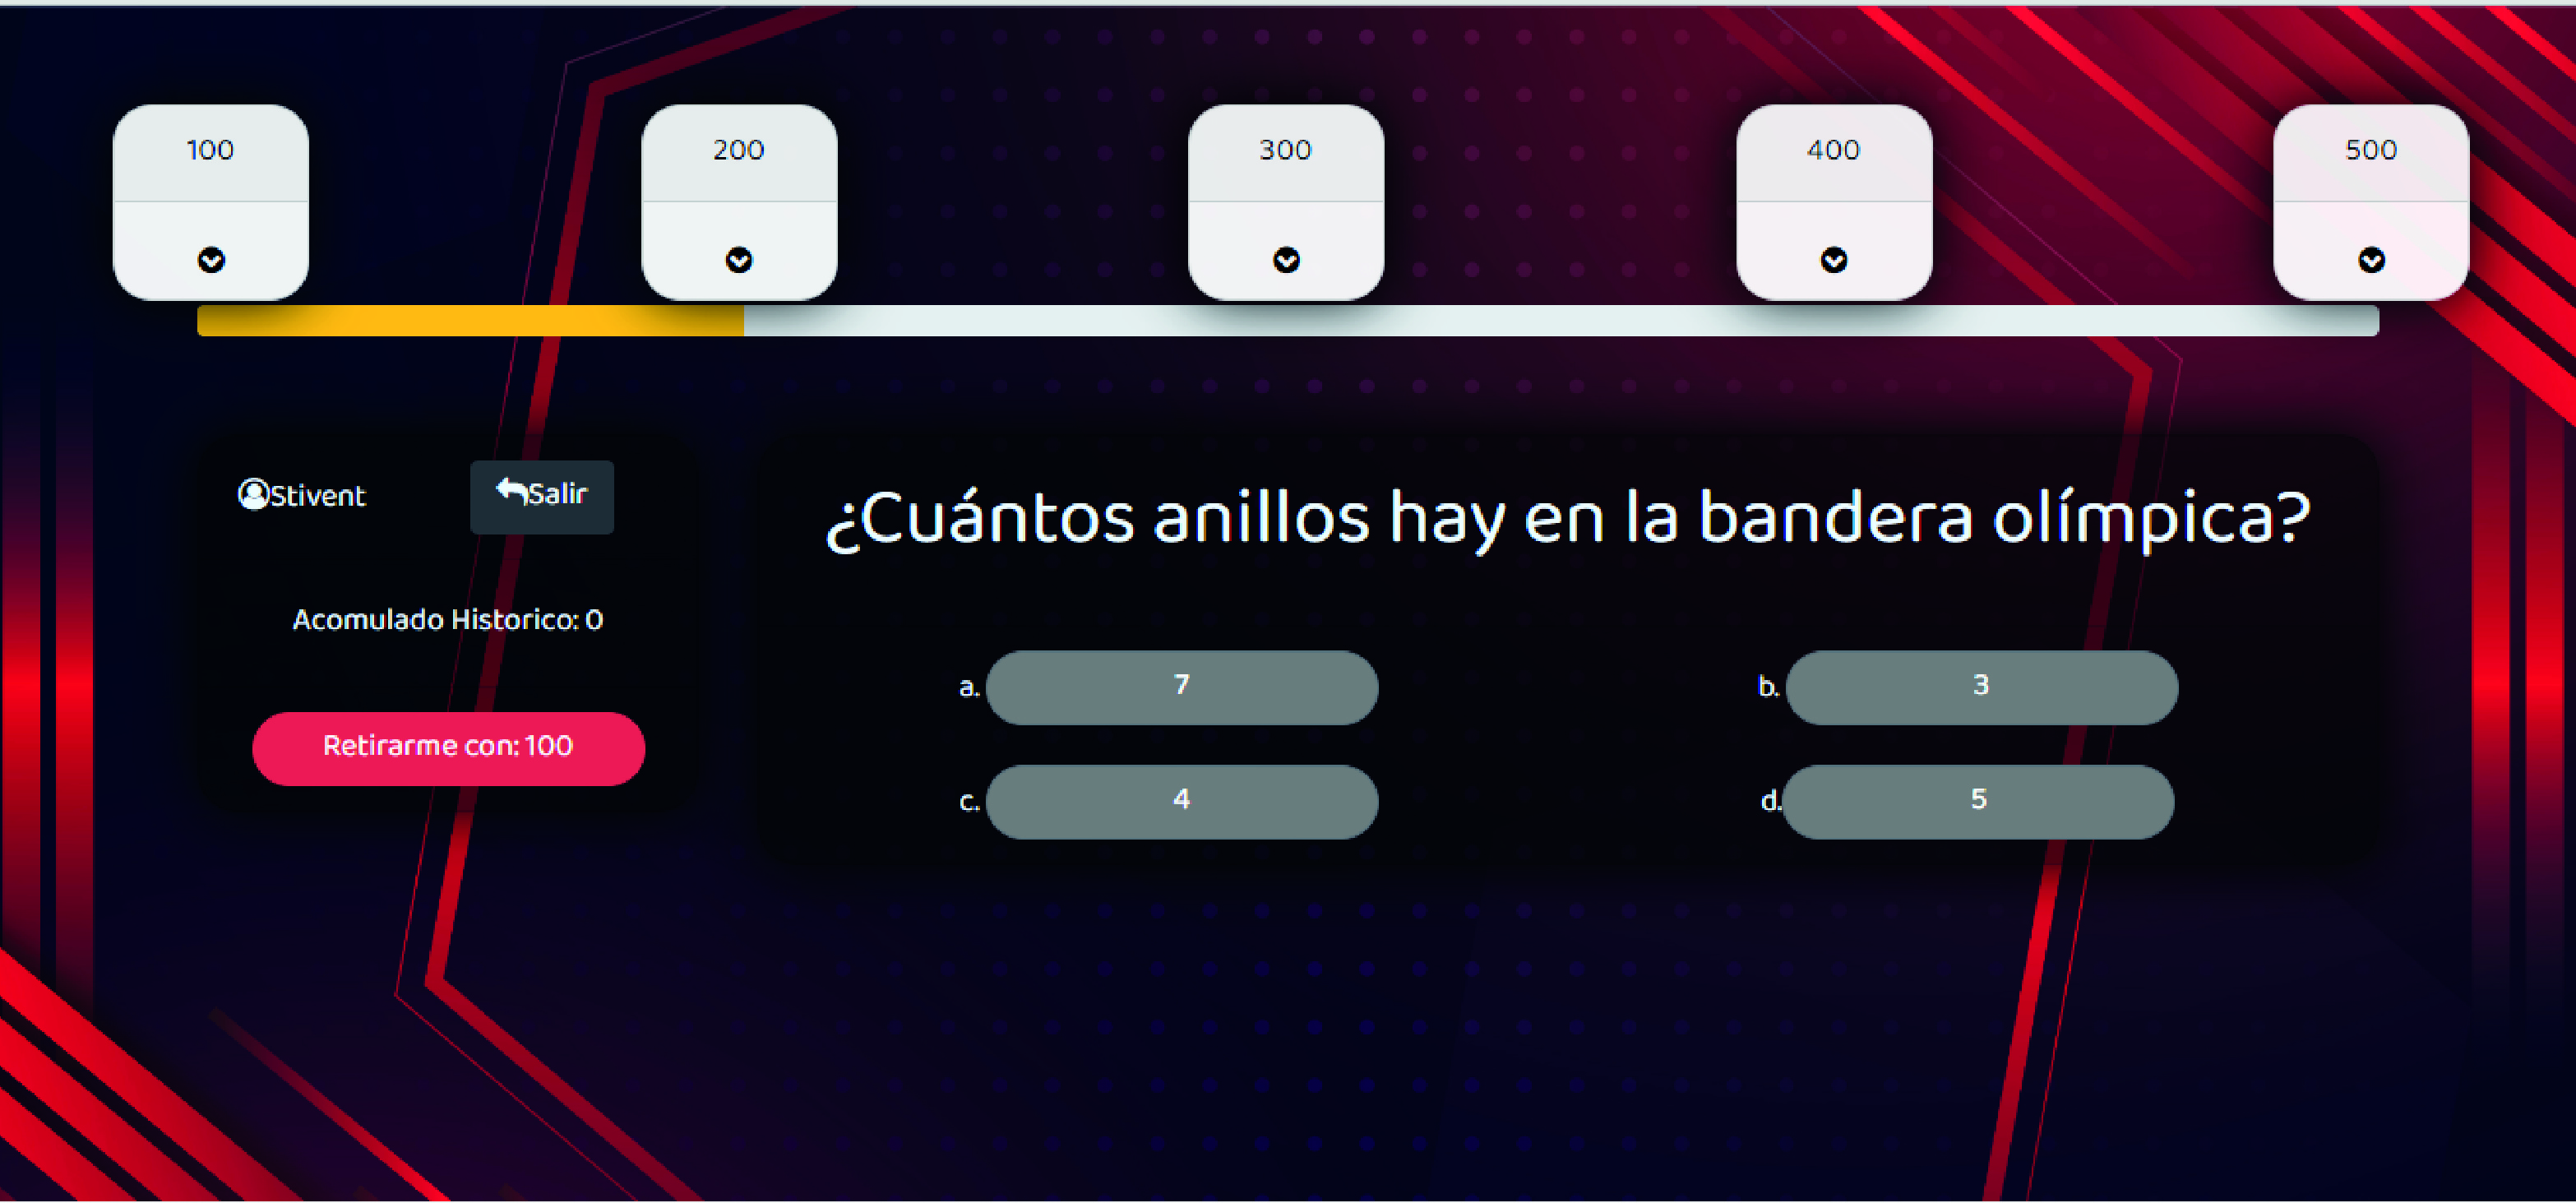 100 200 300 400 500
Stivent Salir
Acomulado Historico: 0
Retirarme con: 100
¿Cuántos anillos hay en la bandera olímpica?
a. 7
b. 3
c. 4
d. 5